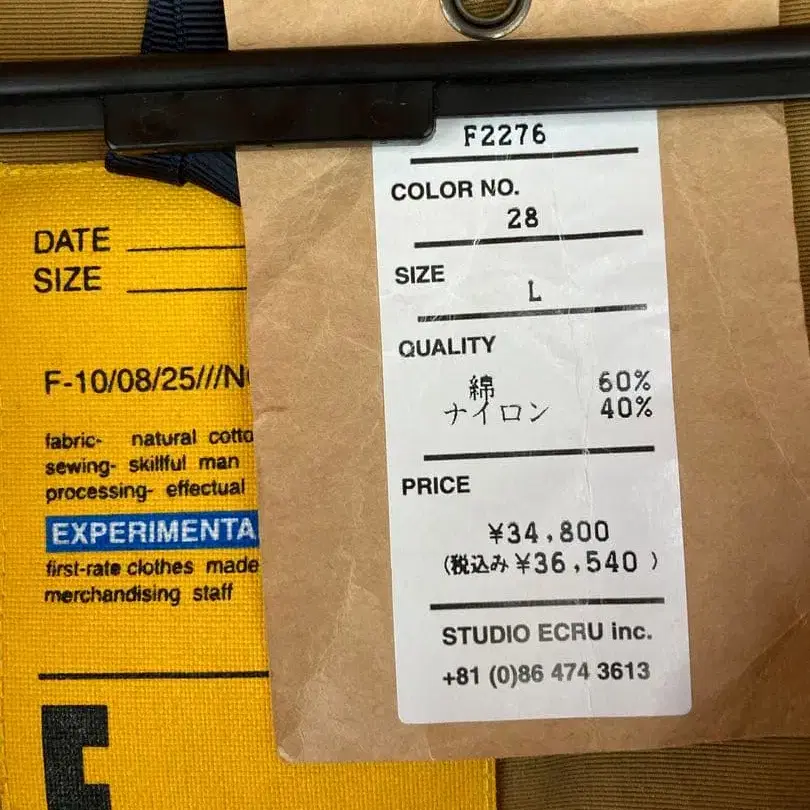 F2276
COLOR NO.
28
SIZE
L
QUALITY
綿 60%
ナイロン 40%
PRICE
¥34,800
(税込み ¥36,540 )
STUDIO ECRU inc.
+81 (0)86 474 3613
DATE
SIZE
F-10/08/25///
fabric- natural
sewing- skillful man
processing- effectual
EXPERIMENTA
first-rate clothes made
merchandising staff